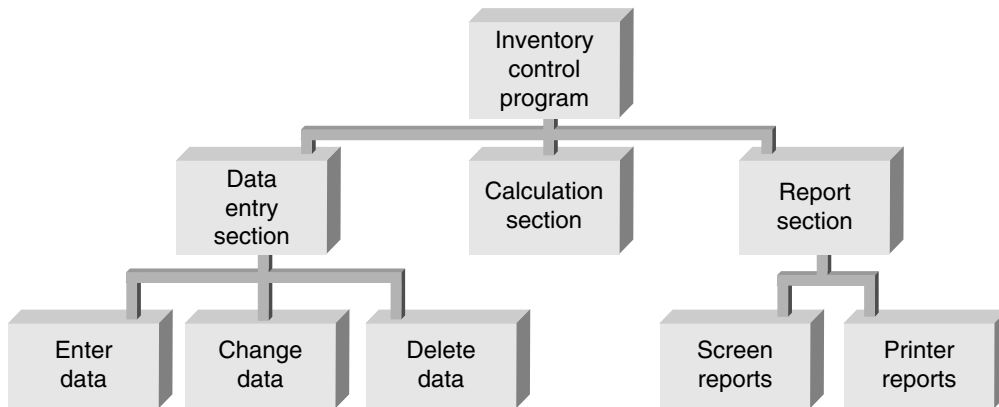 Inventory
control
program
Data
entry
section
Calculation
section
Report
section
Enter
data
Change
data
Delete
data
Screen
reports
Printer
reports